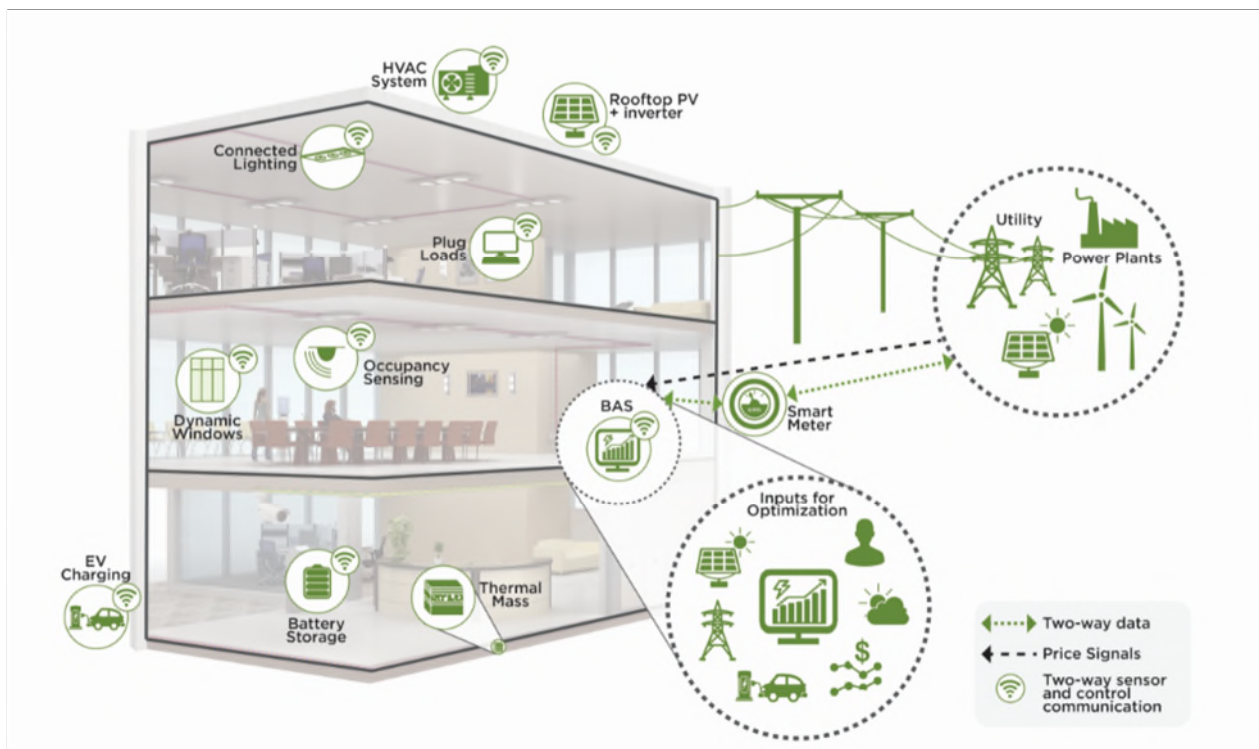 HVAC
System
Rooftop PV
+ inverter
Connected
Lighting
Utility
Plug
Loads
Power Plants
Occupancy
Sensing
BAS
Dynamic
Windows
Smart
Meter
Inputs for
Optimization
EV
Charging
Thermal
Mass
Battery
Storage
$
Two-way data
Price Signals
Two-way sensor
and control
communication